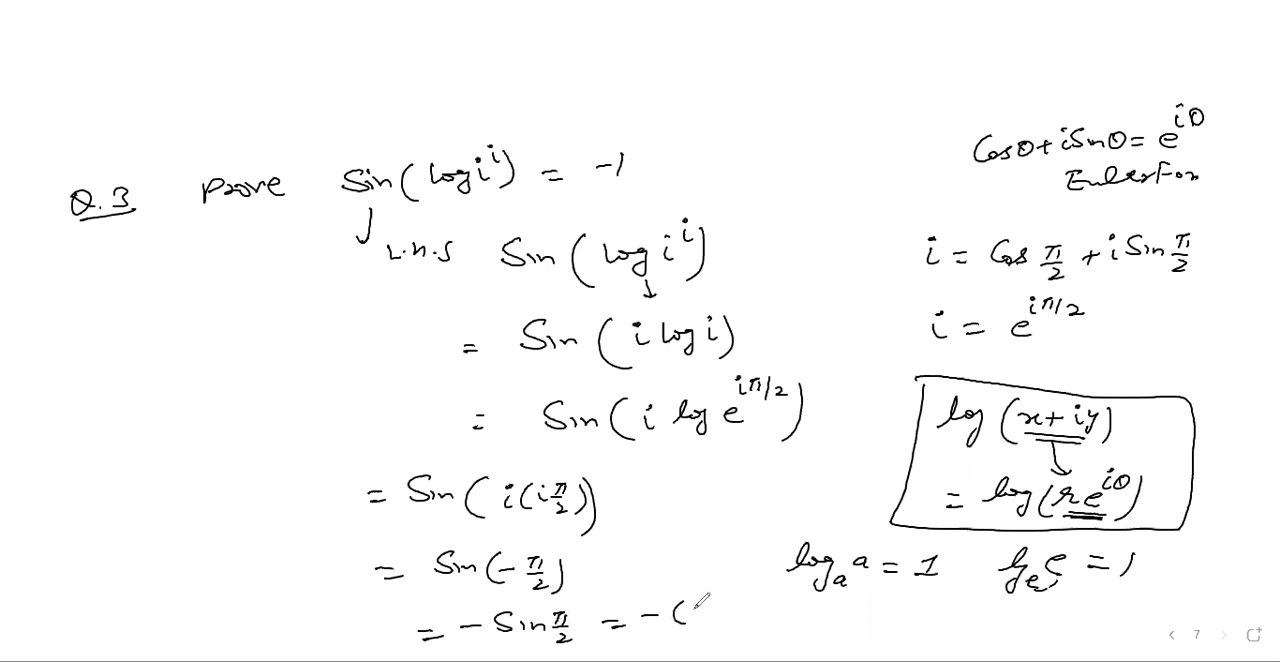 Q.3 Prove Sin(log i^i) = -1
L.H.S Sin(log i^i)
= Sin(i log i)
= Sin(i log e^{iπ/2})
= Sin(i(iπ/2))
= Sin(-π/2)
= -Sin π/2 = -(
Cosθ + iSinθ = e^{iθ}
i = Cos π/2 + i Sin π/2
i = e^{iπ/2}
log(x+iy)
= log(re^{iθ})
log_a a = 1 log_e e = 1
< 7 >